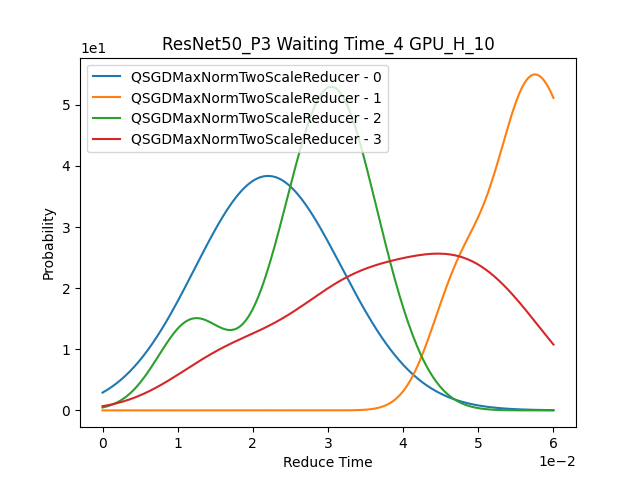 ResNet50_P3 Waiting Time_4 GPU_H_10
1e1
QSGDMaxNormTwoScaleReducer - 0
QSGDMaxNormTwoScaleReducer - 1
QSGDMaxNormTwoScaleReducer - 2
QSGDMaxNormTwoScaleReducer - 3
5
4
3
2
1
0
Probability
0 1 2 3 4 5 6
1e−2
Reduce Time